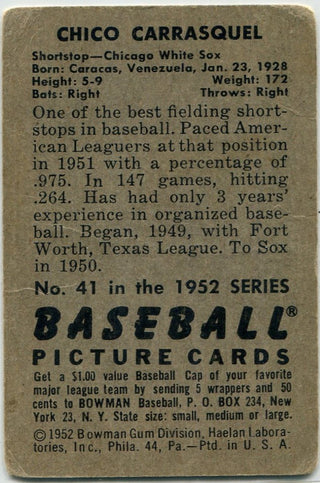 CHICO CARRASQUEL
Shortstop—Chicago White Sox
Born: Caracas, Venezuela, Jan. 23, 1928
Height: 5-9 Weight: 172
Bats: Right Throws: Right
One of the best fielding short-
stops in baseball. Paced Amer-
ican Leaguers at that position
in 1951 with a percentage of
.975. In 147 games, hitting
.264. Has had only 3 years'
experience in organized base-
ball. Began, 1949, with Fort
Worth, Texas League. To Sox
in 1950.
No. 41 in the 1952 SERIES
BASEBALL®
PICTURE CARDS
Get a $1.00 value Baseball Cap of your favorite
major league team by sending 5 wrappers and 50
cents to BOWMAN Baseball, P. O. BOX 234, New
York 23, N. Y. State size: small, medium or large.
©1952 Bowman Gum Division, Haelan Labora-
tories, Inc., Phila. 44, Pa.—Ptd. in U. S. A.